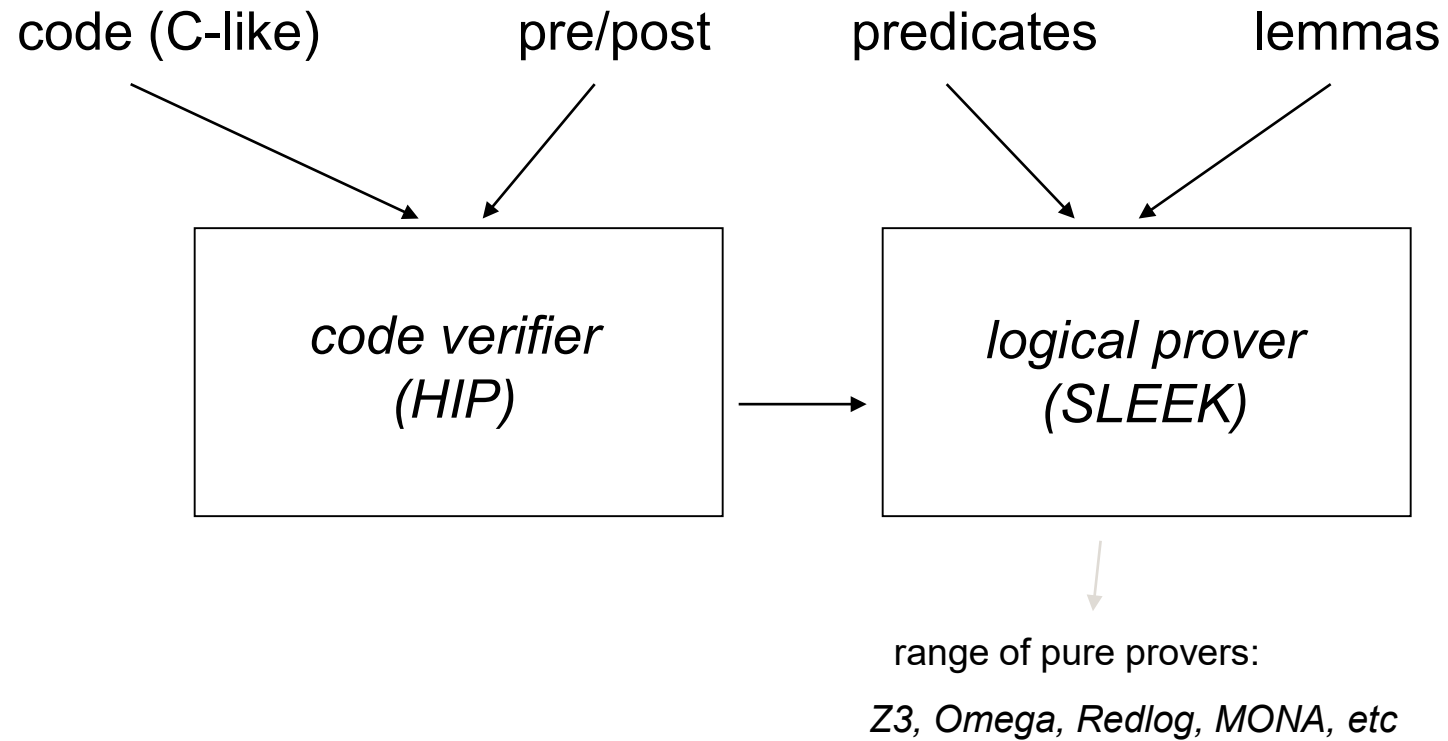 code (C-like) pre/post predicates lemmas
code verifier
(HIP)
logical prover
(SLEEK)
range of pure provers:
Z3, Omega, Redlog, MONA, etc